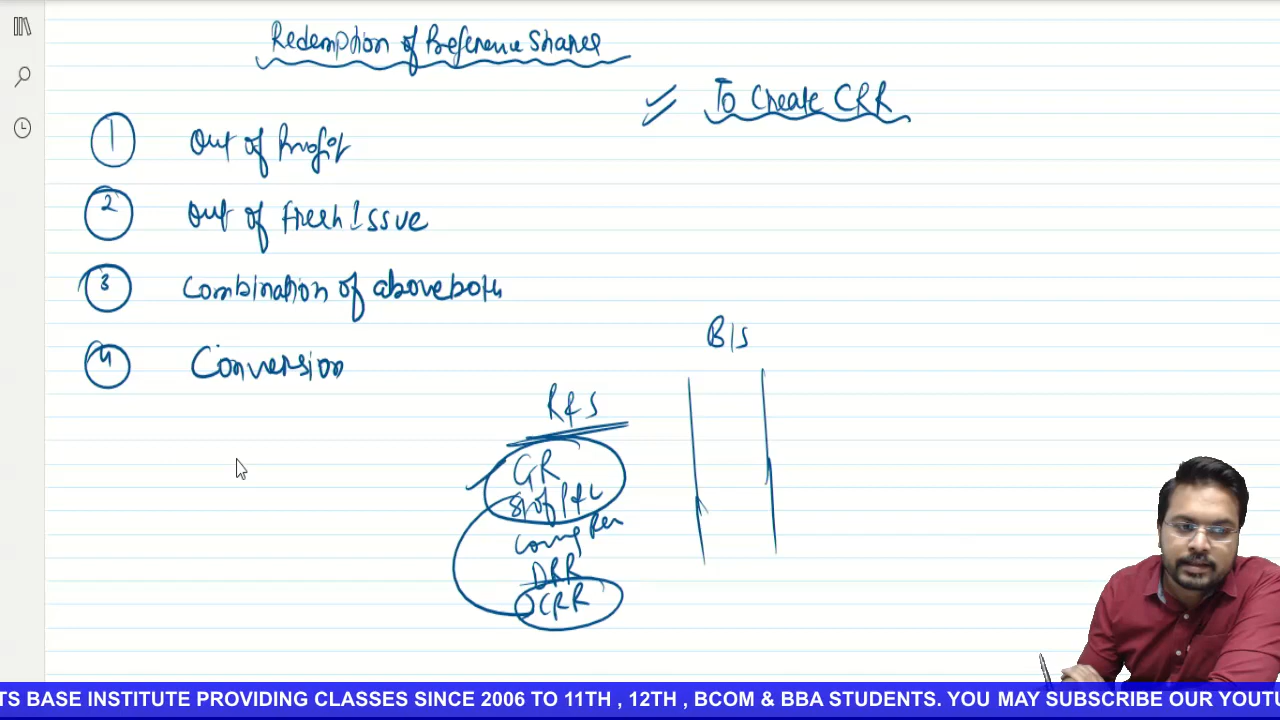 Redemption of Preference Shares
To Create CRR
1 Out of Profit
2 Out of Fresh Issue
3 Combination of above both
4 Conversion
B/S
R & S
GR
S. of P & L
DRR
CRR
TS BASE INSTITUTE PROVIDING CLASSES SINCE 2006 TO 11TH , 12TH , BCOM & BBA STUDENTS. YOU MAY SUBSCRIBE OUR YOUTU